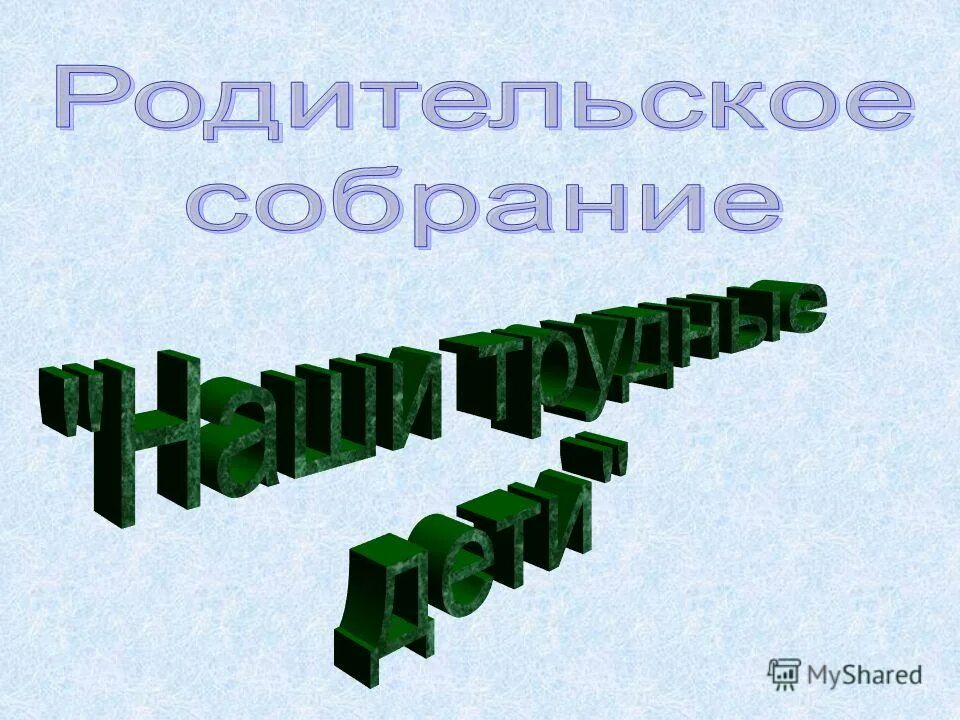 Родительское
собрание
"Наши трудные
дети"
MyShared